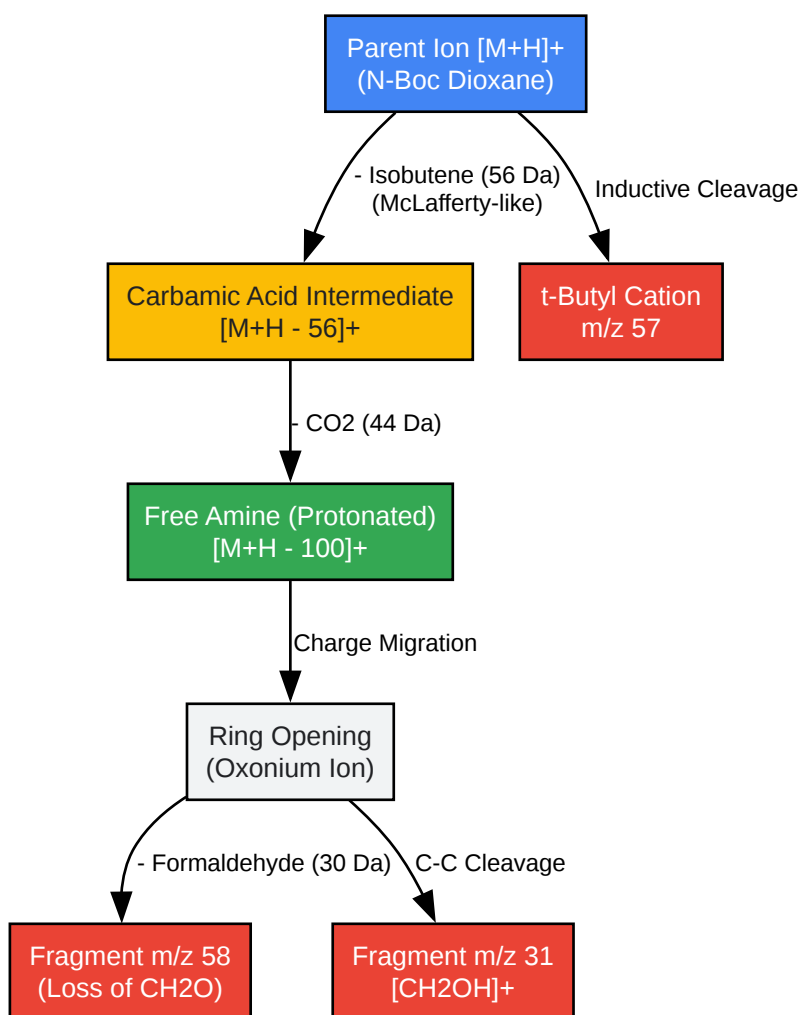 Parent Ion [M+H]+
(N-Boc Dioxane)
- Isobutene (56 Da)
(McLafferty-like)
Inductive Cleavage
Carbamic Acid Intermediate
[M+H - 56]+
t-Butyl Cation
m/z 57
- CO2 (44 Da)
Free Amine (Protonated)
[M+H - 100]+
Charge Migration
Ring Opening
(Oxonium Ion)
- Formaldehyde (30 Da)
C-C Cleavage
Fragment m/z 58
(Loss of CH2O)
Fragment m/z 31
[CH2OH]+